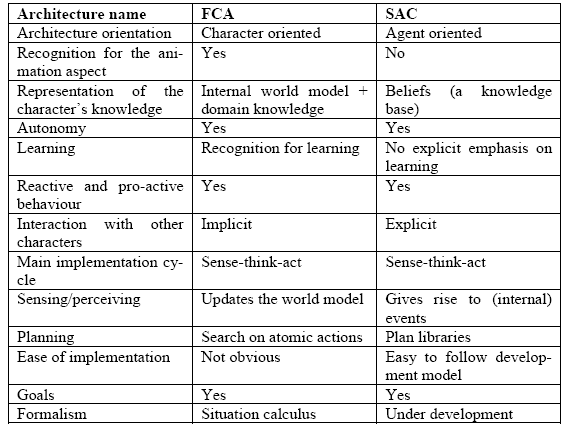 Architecture name FCA SAC
Architecture orientation Character oriented Agent oriented
Recognition for the ani- Yes No
mation aspect
Representation of the Internal world model + Beliefs (a knowledge
character's knowledge domain knowledge base)
Autonomy Yes Yes
Learning Recognition for learning No explicit emphasis on
learning
Reactive and pro-active Yes Yes
behaviour
Interaction with other Implicit Explicit
characters
Main implementation cy- Sense-think-act Sense-think-act
cle
Sensing/perceiving Updates the world model Gives rise to (internal)
events
Planning Search on atomic actions Plan libraries
Ease of implementation Not obvious Easy to follow develop-
ment model
Goals Yes Yes
Formalism Situation calculus Under development